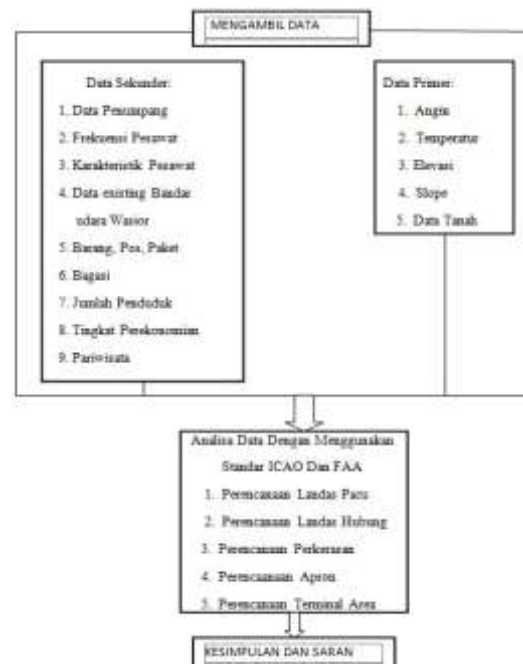 MENGAMBIL DATA
Data Sekunder:
1. Data Penumpang
2. Frekuensi Pesawat
3. Karakteristik Pesawat
4. Data existing Bandar
udara Wasior
5. Barang, Pos, Paket
6. Bagasi
7. Jumlah Penduduk
8. Tingkat Perekonomian
9. Pariwisata
Data Primer:
1. Angin
2. Temperatur
3. Elevasi
4. Slope
5. Data Tanah
Analisa Data Dengan Menggunakan
Standar ICAO Dan FAA
1. Perencanaan Landas Pacu
2. Perencanaan Landas Hubung
3. Perencanaan Perkerasan
4. Perencanaan Apron
5. Perencanaan Terminal Area
KESIMPULAN DAN SARAN